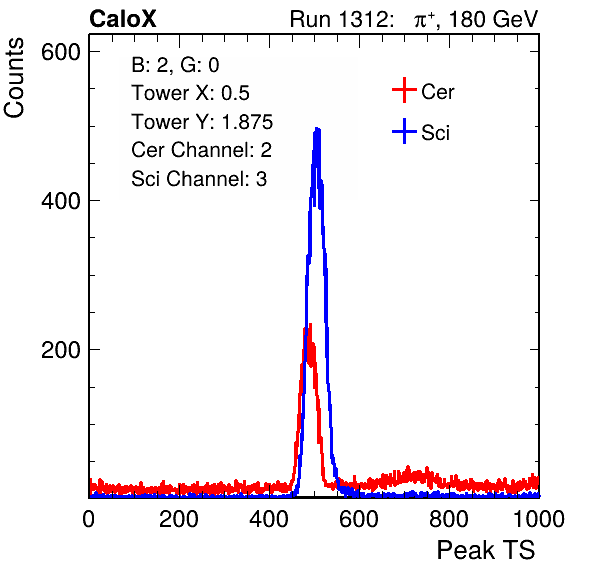 CaloX Run 1312: π⁺, 180 GeV
Counts
600
400
200
B: 2, G: 0
Tower X: 0.5
Tower Y: 1.875
Cer Channel: 2
Sci Channel: 3
Cer
Sci
0 200 400 600 800 1000
Peak TS